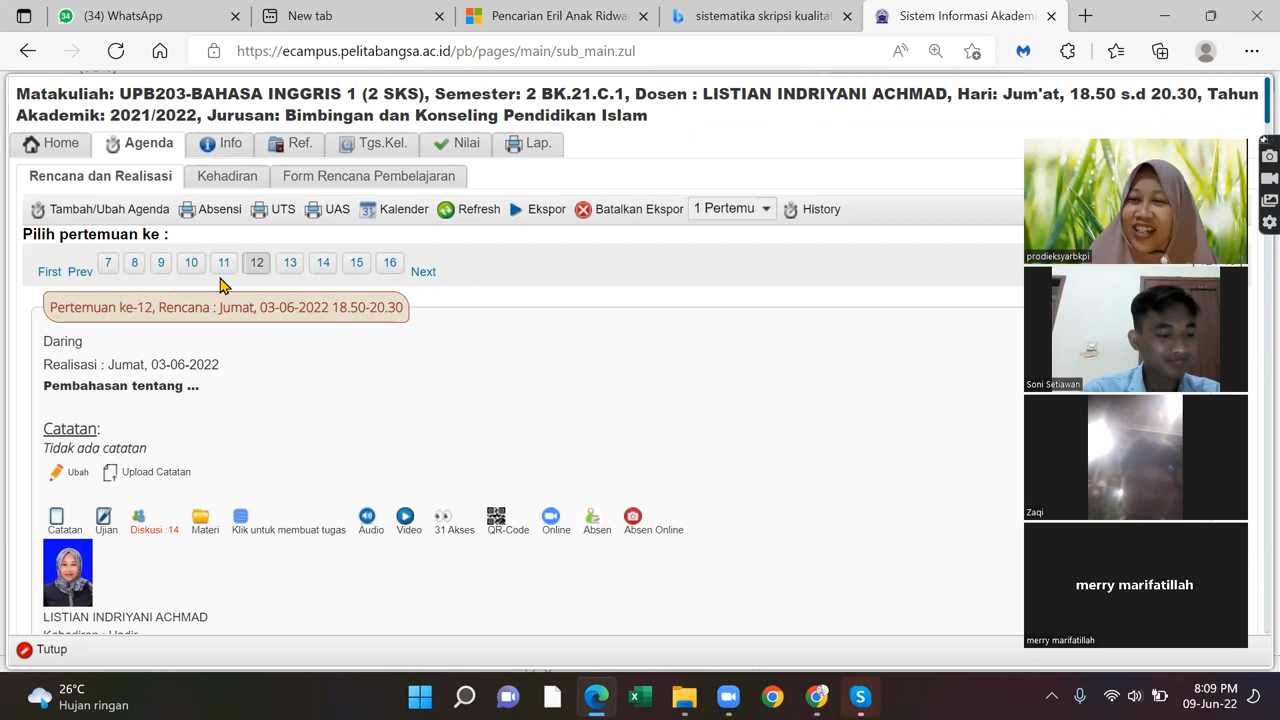 (34) WhatsApp
New tab
Pencarian Eril Anak Ridwa
sistematika skripsi kualita
Sistem Informasi Akadem
https://ecampus.pelitabangsa.ac.id/pb/pages/main/sub_main.zul
Matakuliah: UPB203-BAHASA INGGRIS 1 (2 SKS), Semester: 2 BK.21.C.1, Dosen : LISTIAN INDRIYANI ACHMAD, Hari: Jum'at, 18.50 s.d 20.30, Tahun
Akademik: 2021/2022, Jurusan: Bimbingan dan Konseling Pendidikan Islam
Home Agenda Info Ref. Tgs.Kel. Nilai Lap.
Rencana dan Realisasi Kehadiran Form Rencana Pembelajaran
Tambah/Ubah Agenda Absensi UTS UAS Kalender Refresh Ekspor Batalkan Ekspor 1 Pertemu History
Pilih pertemuan ke :
First Prev 7 8 9 10 11 12 13 14 15 16 Next
Pertemuan ke-12, Rencana : Jumat, 03-06-2022 18.50-20.30
Daring
Realisasi : Jumat, 03-06-2022
Pembahasan tentang ...
Catatan:
Tidak ada catatan
Ubah Upload Catatan
Catatan Ujian Diskusi :14 Materi Klik untuk membuat tugas Audio Video 31 Akses QR-Code Online Absen Absen Online
LISTIAN INDRIYANI ACHMAD
Kehadiran : Hadir
Tutup
prodieksyarbkpi
Soni Setiawan
Zaqi
merry marifatillah
merry marifatillah
26°C
Hujan ringan
8:09 PM
09-Jun-22